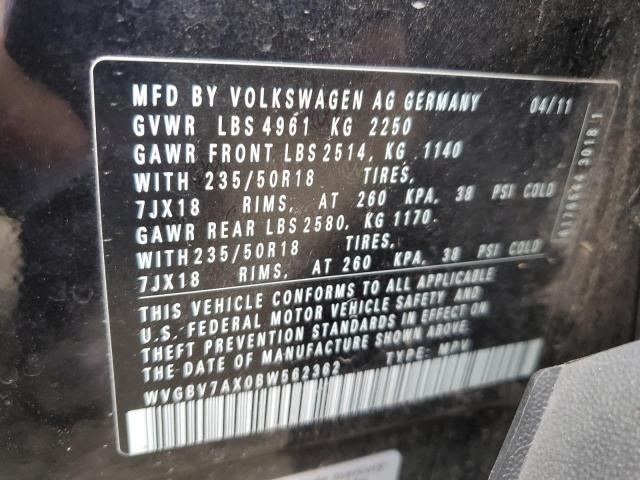 MFD BY VOLKSWAGEN AG GERMANY 04/11
GVWR LBS 4961 KG 2250
GAWR FRONT LBS 2514, KG 1140
WITH 235/50R18 TIRES,
7JX18 RIMS, AT 260 KPA, 38 PSI COLD
GAWR REAR LBS 2580, KG 1170
WITH 235/50R18 TIRES,
7JX18 RIMS, AT 260 KPA, 38 PSI COLD
THIS VEHICLE CONFORMS TO ALL APPLICABLE
U.S. FEDERAL MOTOR VEHICLE SAFETY AND
THEFT PREVENTION STANDARDS IN EFFECT ON
THE DATE OF MANUFACTURE SHOWN ABOVE.
WVGBV7AX0BW562362 TYPE: MPV
3018 1